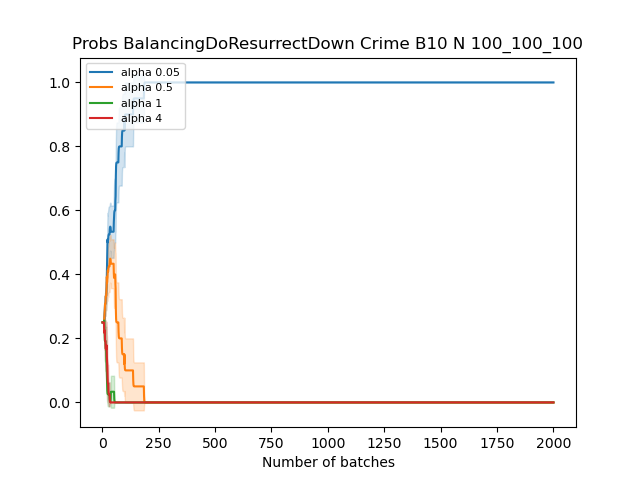 Probs BalancingDoResurrectDown Crime B10 N 100_100_100
alpha 0.05
alpha 0.5
alpha 1
alpha 4
1.0
0.8
0.6
0.4
0.2
0.0
0 250 500 750 1000 1250 1500 1750 2000
Number of batches